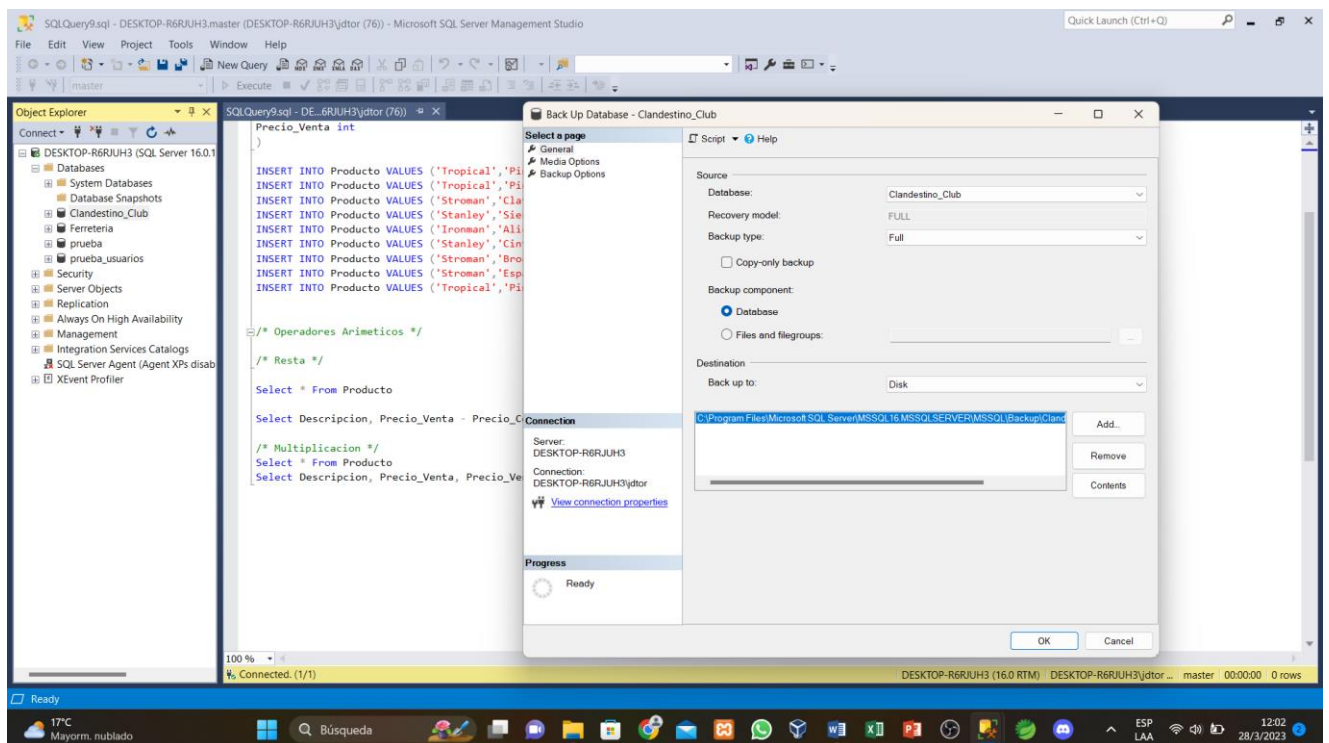 SQLQuery9.sql - DESKTOP-R6RJUH3.master (DESKTOP-R6RJUH3\jdtor (76)) - Microsoft SQL Server Management Studio
Quick Launch (Ctrl+Q)
File Edit View Project Tools Window Help
New Query
master
Execute
Object Explorer
Connect
DESKTOP-R6RJUH3 (SQL Server 16.0.1
Databases
System Databases
Database Snapshots
Clandestino_Club
Ferreteria
prueba
prueba_usuarios
Security
Server Objects
Replication
Always On High Availability
Management
Integration Services Catalogs
SQL Server Agent (Agent XPs disab
XEvent Profiler
SQLQuery9.sql - DE...6RJUH3\jdtor (76))
Precio_Venta int
)
INSERT INTO Producto VALUES ('Tropical','Pi
INSERT INTO Producto VALUES ('Tropical','Pi
INSERT INTO Producto VALUES ('Stroman','Cla
INSERT INTO Producto VALUES ('Stanley','Sie
INSERT INTO Producto VALUES ('Ironman','Ali
INSERT INTO Producto VALUES ('Stanley','Cin
INSERT INTO Producto VALUES ('Stroman','Bro
INSERT INTO Producto VALUES ('Stroman','Esp
INSERT INTO Producto VALUES ('Tropical','Pi
/* Operadores Arimeticos */
/* Resta */
Select * From Producto
Select Descripcion, Precio_Venta - Precio_C
/* Multiplicacion */
Select * From Producto
Select Descripcion, Precio_Venta, Precio_Ve
100 %
Back Up Database - Clandestino_Club
Select a page
General
Media Options
Backup Options
Connection
Server:
DESKTOP-R6RJUH3
Connection:
DESKTOP-R6RJUH3\jdtor
View connection properties
Progress
Ready
Script Help
Source
Database: Clandestino_Club
Recovery model: FULL
Backup type: Full
Copy-only backup
Backup component:
Database
Files and filegroups:
...
Destination
Back up to: Disk
C:\Program Files\Microsoft SQL Server\MSSQL16.MSSQLSERVER\MSSQL\Backup\Cland
Add...
Remove
Contents
OK Cancel
Connected. (1/1)
DESKTOP-R6RJUH3 (16.0 RTM) DESKTOP-R6RJUH3\jdtor ... master 00:00:00 0 rows
Ready
17°C
Mayorm. nublado
Búsqueda
ESP
LAA
12:02
28/3/2023
2